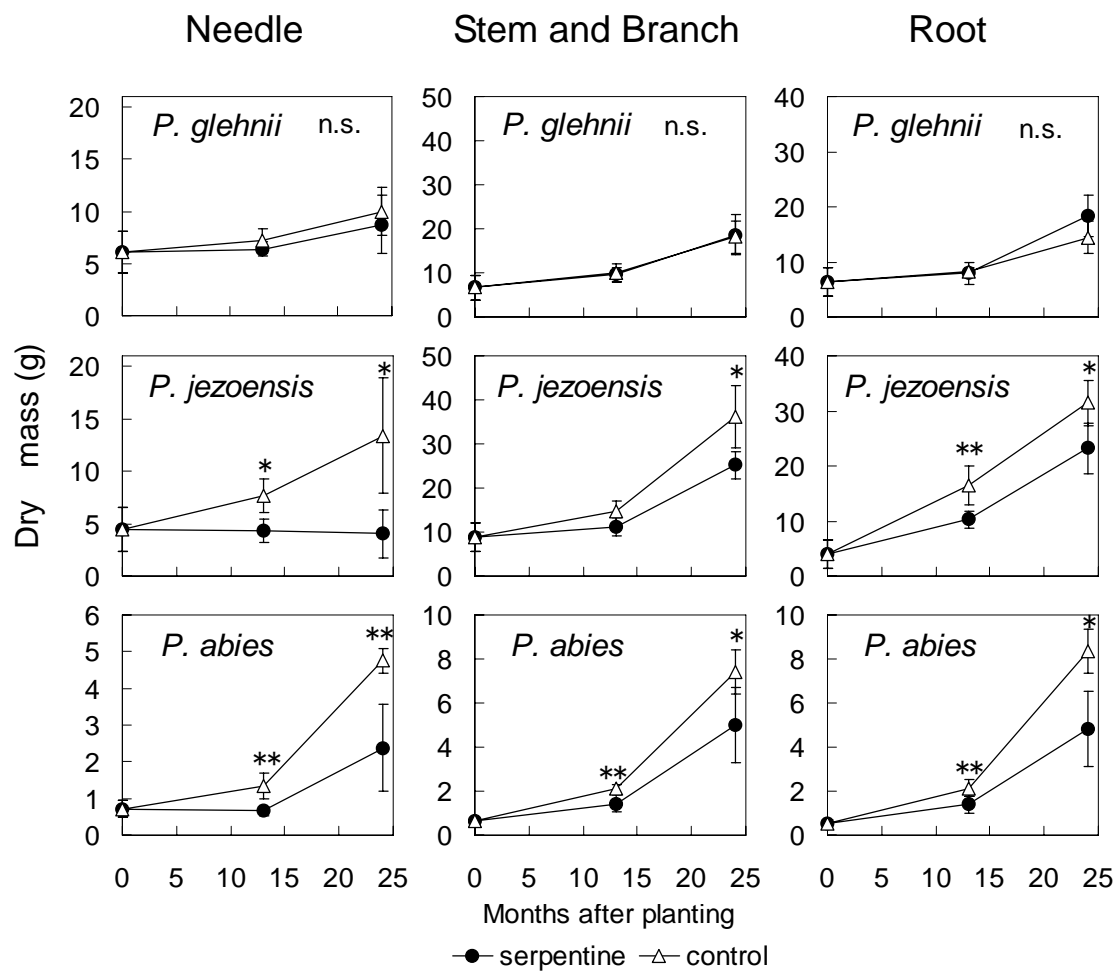 Needle Stem and Branch Root
20 50 40
P. glehnii n.s. P. glehnii n.s. P. glehnii n.s.
15 40 30
10 30 20
5 20 10
0 10 0
0
20 50 40
P. jezoensis * P. jezoensis * P. jezoensis *
15 40 30
* **
10 30 20
5 20 10
0 10 0
0
Dry mass (g)
6 10 10
P. abies ** P. abies * P. abies *
5 8 8
4 6 6
3 4 4
2 2 2
** ** **
1 0 0
0
0 5 10 15 20 25 0 5 10 15 20 25 0 5 10 15 20 25
Months after planting
serpentine control